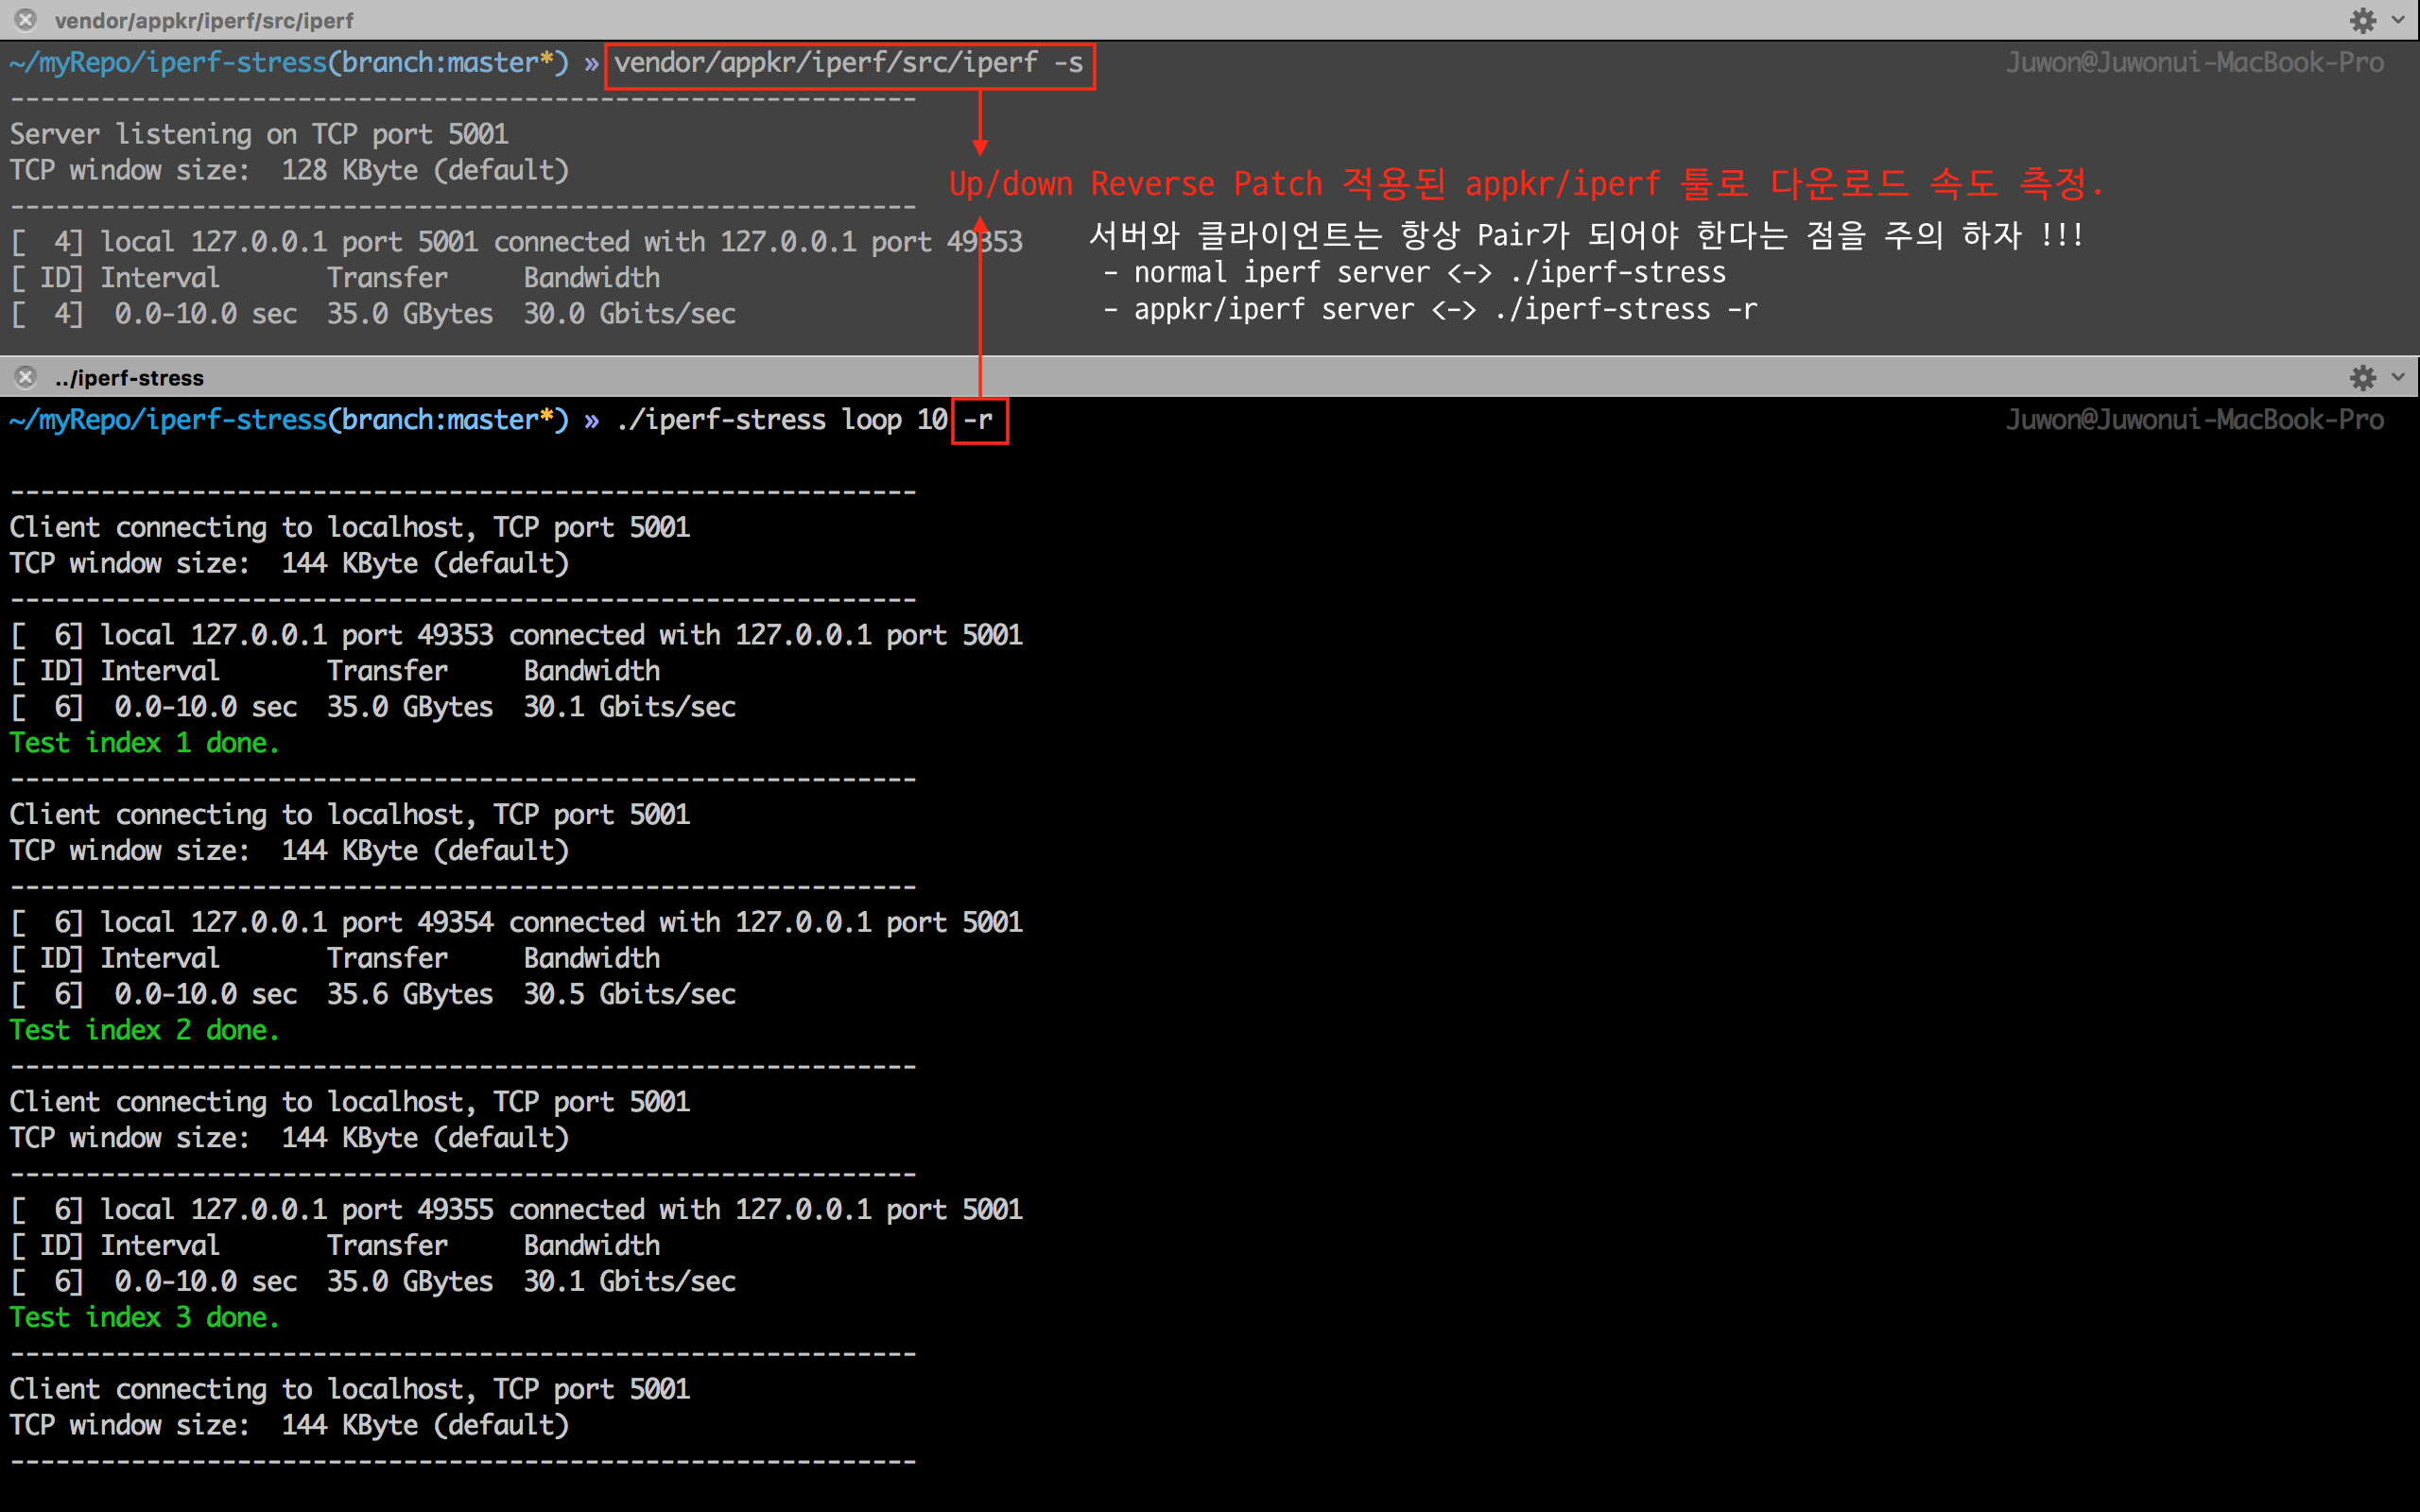 vendor/appkr/iperf/src/iperf
~/myRepo/iperf-stress(branch:master*) » vendor/appkr/iperf/src/iperf -s Juwon@Juwonui-MacBook-Pro
------------------------------------------------------------
Server listening on TCP port 5001
TCP window size:  128 KByte (default)
------------------------------------------------------------
Up/down Reverse Patch 적용된 appkr/iperf 툴로 다운로드 속도 측정.
서버와 클라이언트는 항상 Pair가 되어야 한다는 점을 주의 하자 !!!
- normal iperf server <-> ./iperf-stress
- appkr/iperf server <-> ./iperf-stress -r
[  4] local 127.0.0.1 port 5001 connected with 127.0.0.1 port 49353
[ ID] Interval       Transfer     Bandwidth
[  4]  0.0-10.0 sec  35.0 GBytes  30.0 Gbits/sec
../iperf-stress
~/myRepo/iperf-stress(branch:master*) » ./iperf-stress loop 10 -r Juwon@Juwonui-MacBook-Pro
------------------------------------------------------------
Client connecting to localhost, TCP port 5001
TCP window size:  144 KByte (default)
------------------------------------------------------------
[  6] local 127.0.0.1 port 49353 connected with 127.0.0.1 port 5001
[ ID] Interval       Transfer     Bandwidth
[  6]  0.0-10.0 sec  35.0 GBytes  30.1 Gbits/sec
Test index 1 done.
------------------------------------------------------------
Client connecting to localhost, TCP port 5001
TCP window size:  144 KByte (default)
------------------------------------------------------------
[  6] local 127.0.0.1 port 49354 connected with 127.0.0.1 port 5001
[ ID] Interval       Transfer     Bandwidth
[  6]  0.0-10.0 sec  35.6 GBytes  30.5 Gbits/sec
Test index 2 done.
------------------------------------------------------------
Client connecting to localhost, TCP port 5001
TCP window size:  144 KByte (default)
------------------------------------------------------------
[  6] local 127.0.0.1 port 49355 connected with 127.0.0.1 port 5001
[ ID] Interval       Transfer     Bandwidth
[  6]  0.0-10.0 sec  35.0 GBytes  30.1 Gbits/sec
Test index 3 done.
------------------------------------------------------------
Client connecting to localhost, TCP port 5001
TCP window size:  144 KByte (default)
------------------------------------------------------------